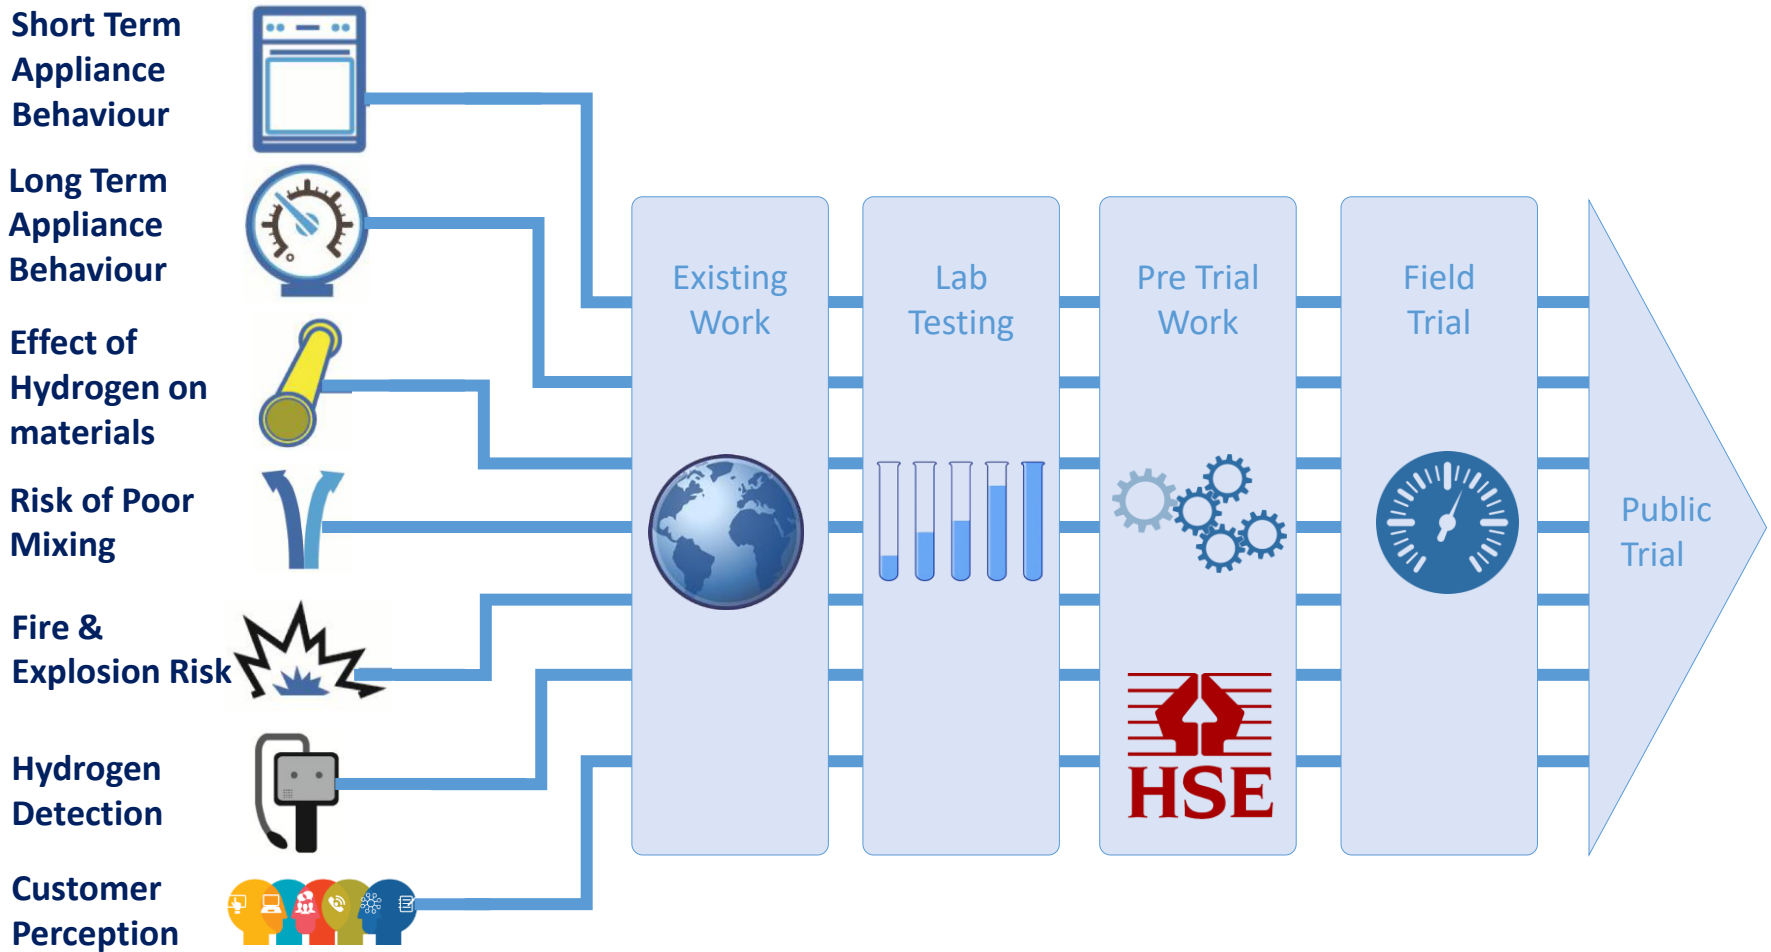 Short Term
Appliance
Behaviour
Long Term
Appliance
Behaviour
Effect of
Hydrogen on
materials
Risk of Poor
Mixing
Fire &
Explosion Risk
Hydrogen
Detection
Customer
Perception
Existing
Work
Lab
Testing
Pre Trial
Work
HSE
Field
Trial
Public
Trial